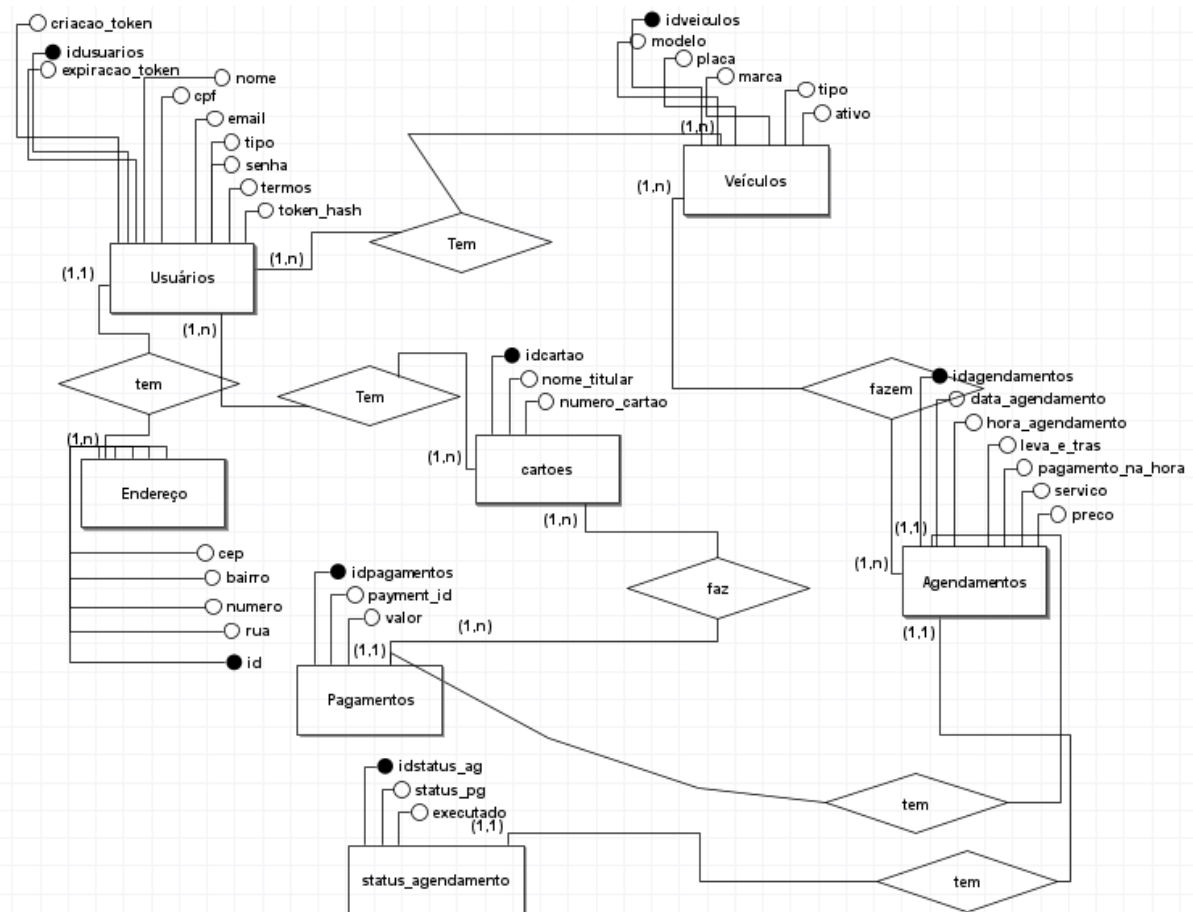 criacao_token
idusuarios
expiracao_token
nome
cpf
email
tipo
senha
termos
token_hash
idveiculos
modelo
placa
marca
tipo
ativo
(1,n)
Veículos
(1,n)
Tem
(1,n)
Usuários
(1,1)
(1,n)
tem
Tem
idcartao
nome_titular
numero_cartao
(1,n)
cartoes
(1,n)
fazem
idagendamentos
data_agendamento
hora_agendamento
leva_e_tras
pagamento_na_hora
servico
preco
(1,1)
(1,n)
Agendamentos
(1,1)
(1,n)
Endereço
cep
bairro
numero
rua
id
faz
idpagamentos
payment_id
valor
(1,n)
(1,1)
Pagamentos
tem
idstatus_ag
status_pg
executado
(1,1)
status_agendamento
tem